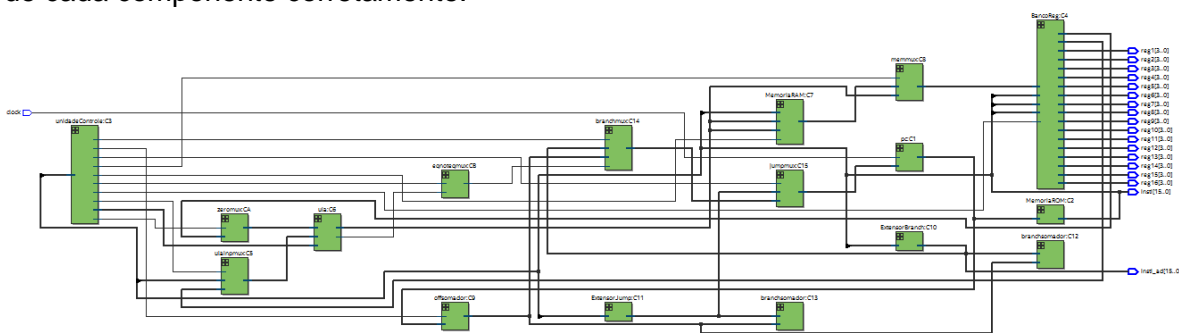 de cada componente corretamente.
BancoReg:C4
memmux:C8
reg1[3..0]
reg2[3..0]
reg3[3..0]
reg4[3..0]
reg5[3..0]
reg6[3..0]
reg7[3..0]
reg8[3..0]
reg9[3..0]
reg10[3..0]
reg11[3..0]
reg12[3..0]
reg13[3..0]
reg14[3..0]
reg15[3..0]
reg16[3..0]
inst[15..0]
MemoriaRAM:C7
clock
unidadeControle:C3
branchmux:C14
pc:C1
eqnoteqmux:C8
jumpmux:C15
zeromux:C4
ula:C6
MemoriaROM:C2
ExtensorBranch:C10
branchsomador:C12
ulainpmux:C5
inst_ad[15..0]
offsomador:C9
ExtensorJump:C11
branchsomador:C13